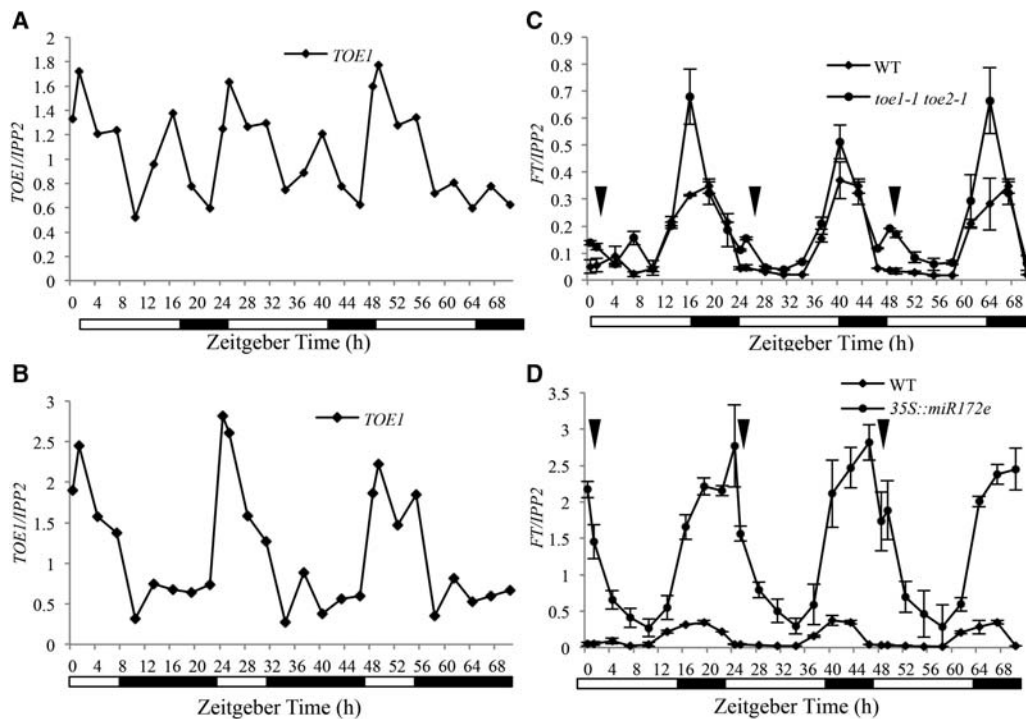 A
TOE1/IPP2
2
1.8
1.6
1.4
1.2
1
0.8
0.6
0.4
0.2
0
TOE1
0 4 8 12 16 20 24 28 32 36 40 44 48 52 56 60 64 68
Zeitgeber Time (h)
B
TOE1/IPP2
3
2.5
2
1.5
1
0.5
0
TOE1
0 4 8 12 16 20 24 28 32 36 40 44 48 52 56 60 64 68
Zeitgeber Time (h)
C
FT/IPP2
0.9
0.8
0.7
0.6
0.5
0.4
0.3
0.2
0.1
0
WT
toe1-1 toe2-1
0 4 8 12 16 20 24 28 32 36 40 44 48 52 56 60 64 68
Zeitgeber Time (h)
D
FT/IPP2
3.5
3
2.5
2
1.5
1
0.5
0
WT
35S::miR172e
0 4 8 12 16 20 24 28 32 36 40 44 48 52 56 60 64 68
Zeitgeber Time (h)